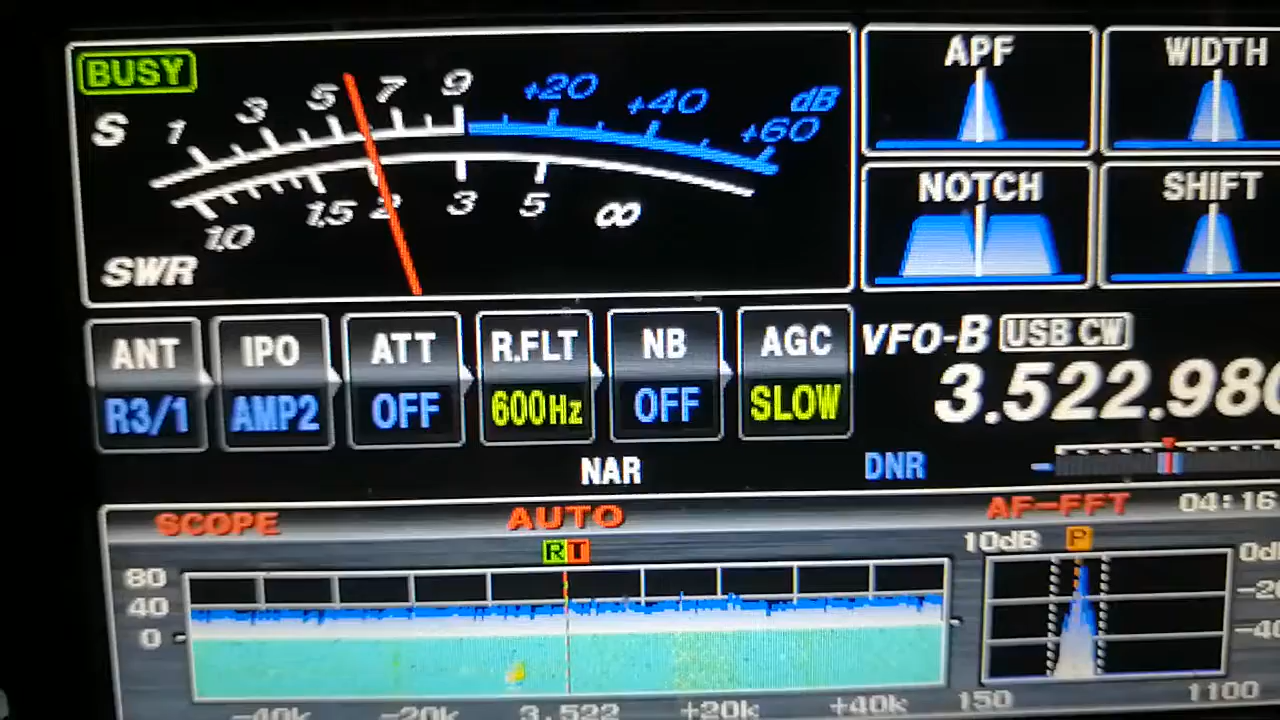 BUSY
S 1 3 5 7 9 +20 +40 +60 dB
1.0 1.5 2 3 5 ∞
SWR
APF WIDTH
NOTCH SHIFT
ANT IPO ATT R.FLT NB AGC
R3/1 AMP2 OFF 600Hz OFF SLOW
VFO-B USB CW
3.522.980
NAR DNR
SCOPE AUTO AF-FFT 04:16
R T
10dB P
80
40
0
0d
-2
-40
-40k -20k 3.522 +20k +40k
150 1100